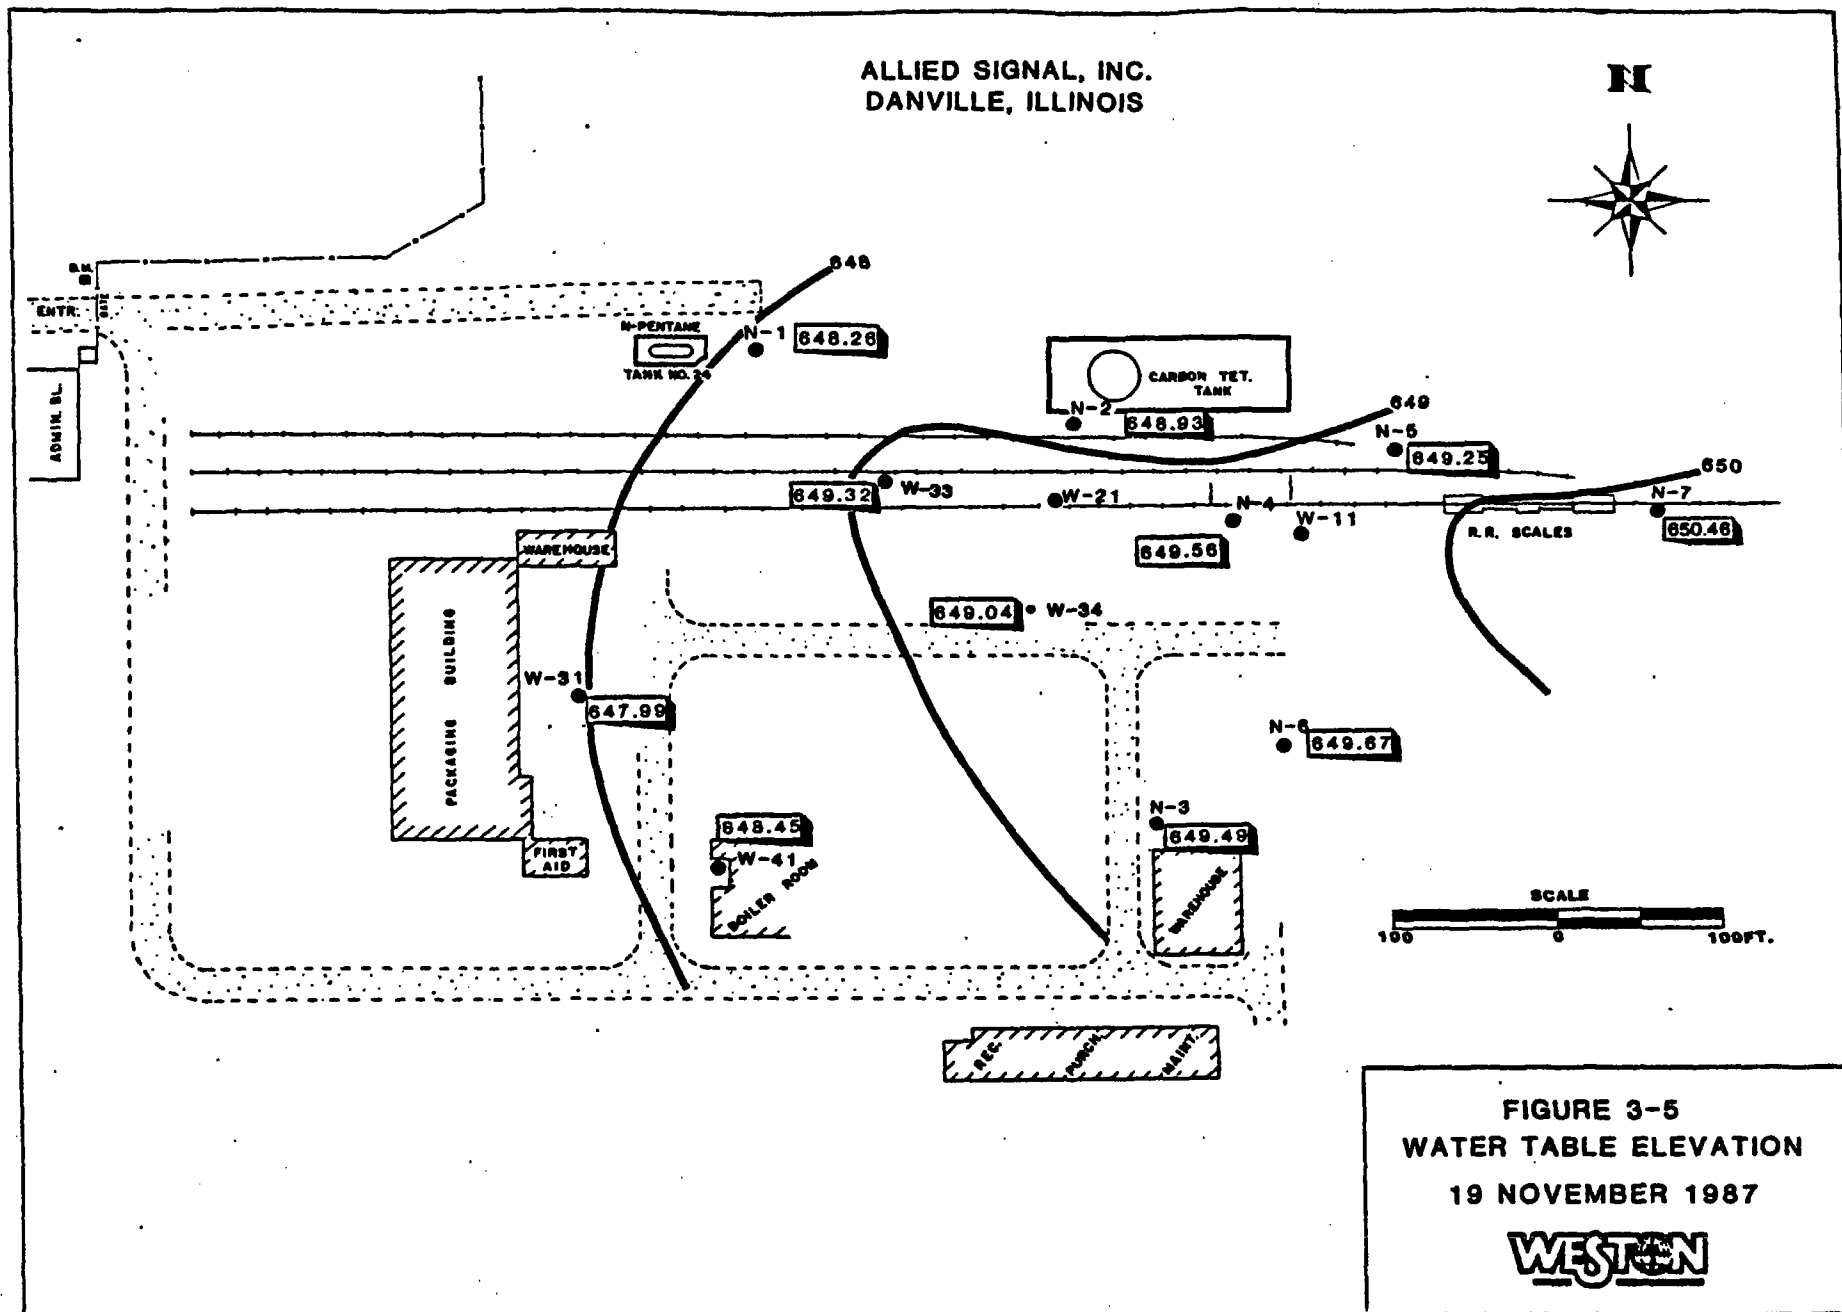 ALLIED SIGNAL, INC.
DANVILLE, ILLINOIS
N
648
B.M.
ENTR.
GATE
N-PENTANE
TANK NO. 24
N-1
648.26
CARBON TET.
TANK
ADMIN. BL.
N-2
648.93
649
N-5
649.25
650
649.32
W-33
W-21
N-4
W-11
N-7
R.R. SCALES
650.46
649.56
WAREHOUSE
649.04
W-34
PACKAGING BUILDING
W-31
647.99
N-6
649.67
N-3
649.49
648.45
W-41
BOILER ROOM
FIRST
AID
WAREHOUSE
SCALE
100
0
100FT.
REC.
PURCH.
MAINT.
FIGURE 3-5
WATER TABLE ELEVATION
19 NOVEMBER 1987
WESTON